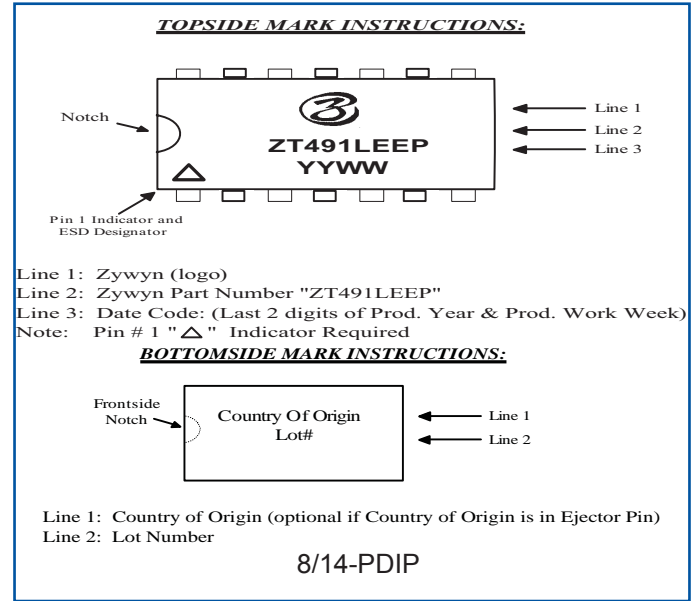 TOPSIDE MARK INSTRUCTIONS:
Notch
Line 1
ZT491LEEP
Line 2
YYWW
Line 3
Pin 1 Indicator and
ESD Designator
Line 1: Zywyn (logo)
Line 2: Zywyn Part Number "ZT491LEEP"
Line 3: Date Code: (Last 2 digits of Prod. Year & Prod. Work Week)
Note: Pin # 1 "△" Indicator Required
BOTTOMSIDE MARK INSTRUCTIONS:
Frontside
Notch
Country Of Origin
Lot#
Line 1
Line 2
Line 1: Country of Origin (optional if Country of Origin is in Ejector Pin)
Line 2: Lot Number
8/14-PDIP